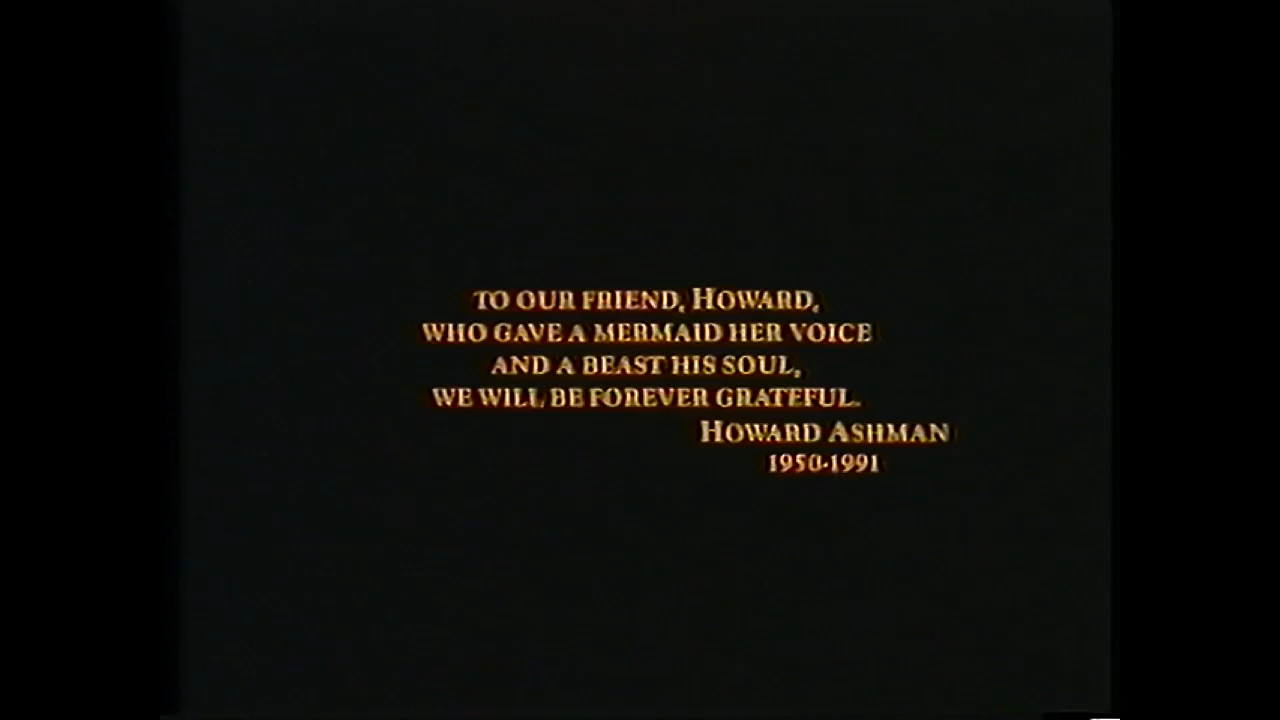 TO OUR FRIEND, HOWARD,
WHO GAVE A MERMAID HER VOICE
AND A BEAST HIS SOUL,
WE WILL BE FOREVER GRATEFUL.
HOWARD ASHMAN
1950-1991